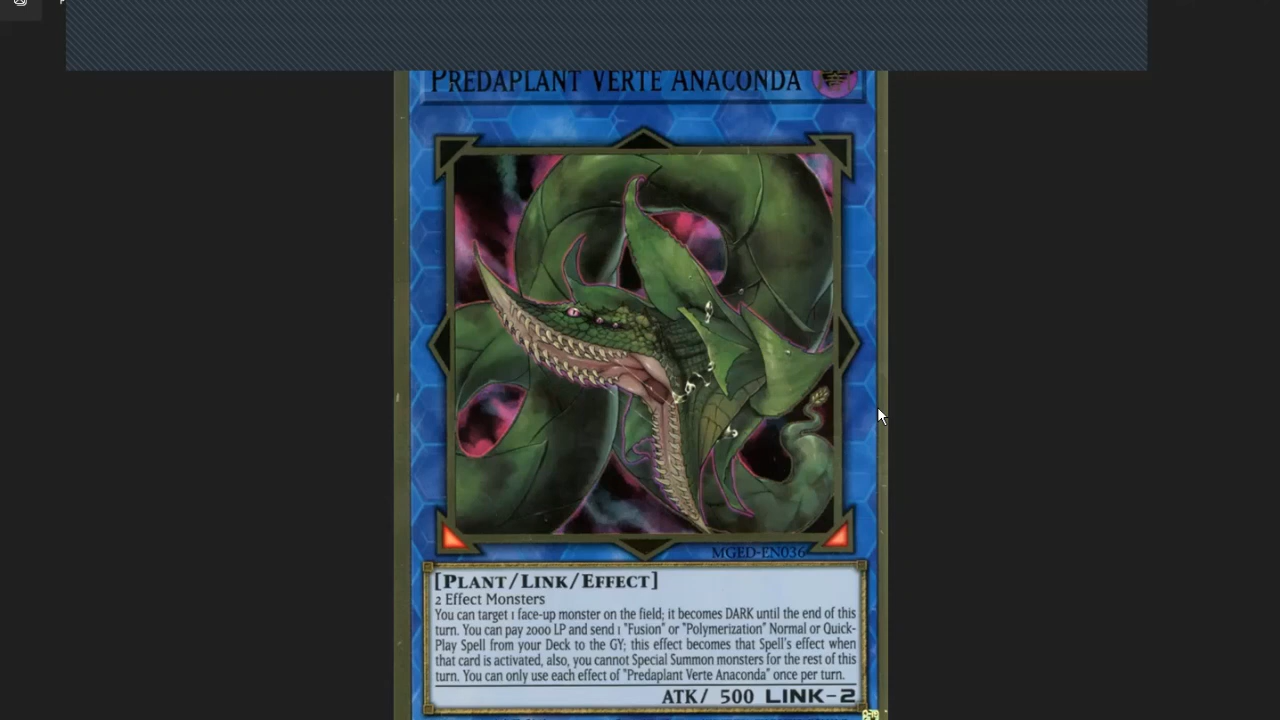 PREDAPLANT VERTE ANACONDA
MGED-EN036
[PLANT/LINK/EFFECT]
2 Effect Monsters
You can target 1 face-up monster on the field; it becomes DARK until the end of this
turn. You can pay 2000 LP and send 1 "Fusion" or "Polymerization" Normal or Quick-
Play Spell from your Deck to the GY; this effect becomes that Spell's effect when
that card is activated, also, you cannot Special Summon monsters for the rest of this
turn. You can only use each effect of "Predaplant Verte Anaconda" once per turn.
ATK/ 500 LINK-2